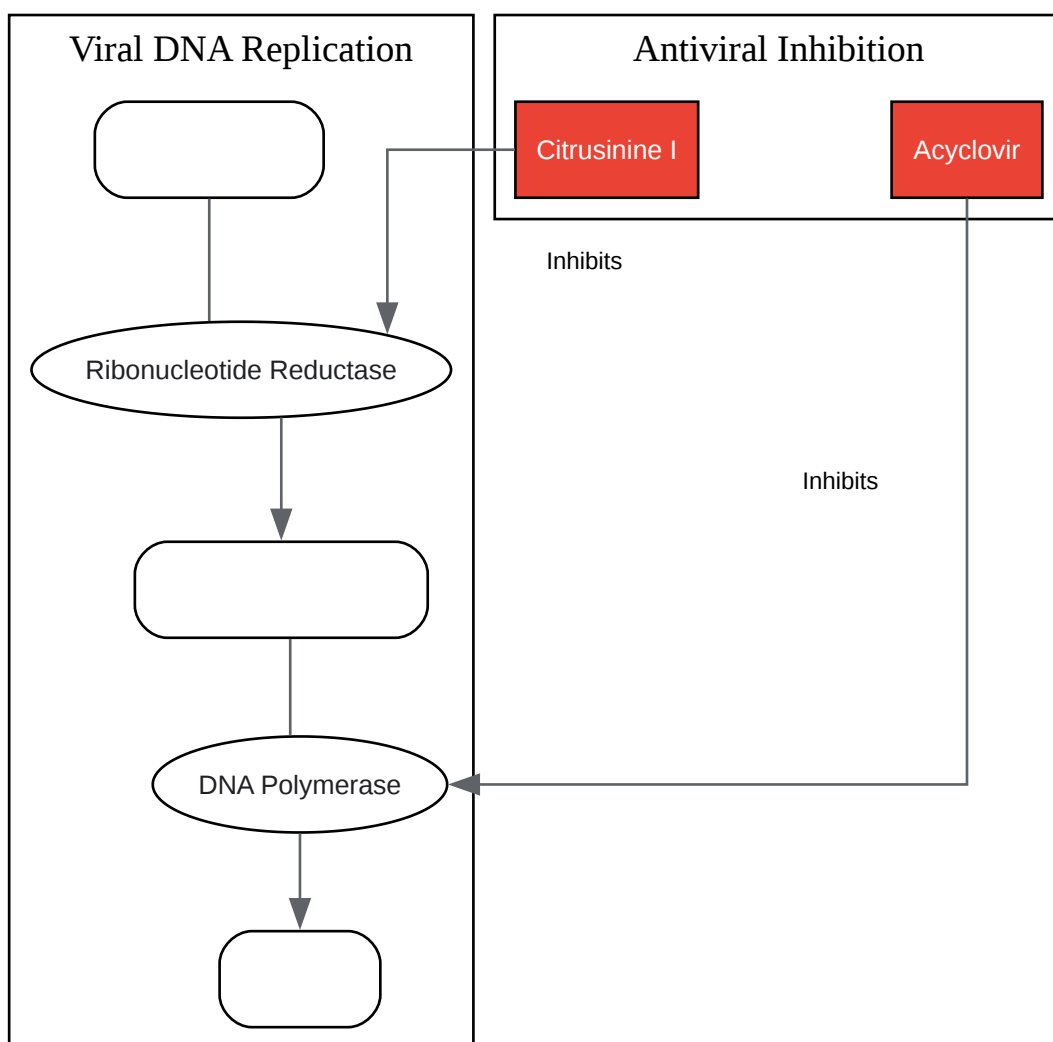 Viral DNA Replication
Antiviral Inhibition
Citrusinine I
Acyclovir
Inhibits
Ribonucleotide Reductase
Inhibits
DNA Polymerase